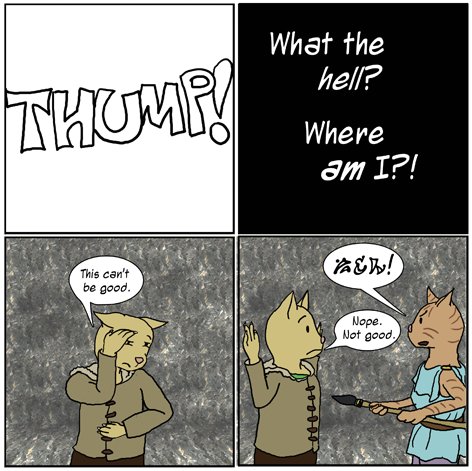 THUMP!
What the
hell?
Where
am I?!
This can't
be good.
Nope.
Not good.